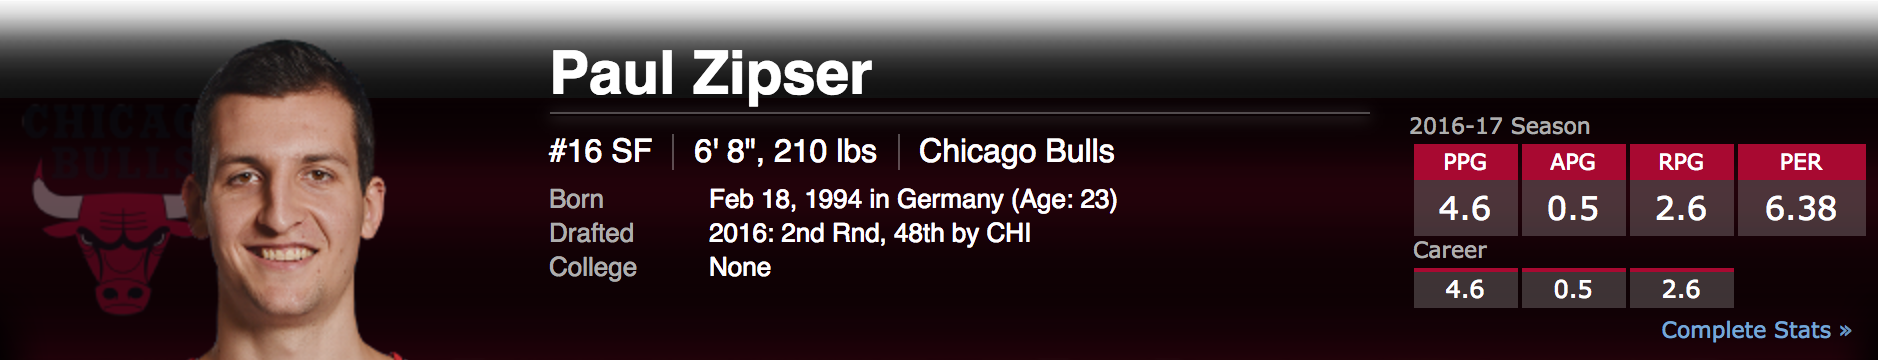 Paul Zipser
#16 SF 6' 8", 210 lbs Chicago Bulls
Born Feb 18, 1994 in Germany (Age: 23)
Drafted 2016: 2nd Rnd, 48th by CHI
College None
CHICAGO
BULLS
2016-17 Season
PPG APG RPG PER
4.6 0.5 2.6 6.38
Career
4.6 0.5 2.6
Complete Stats »